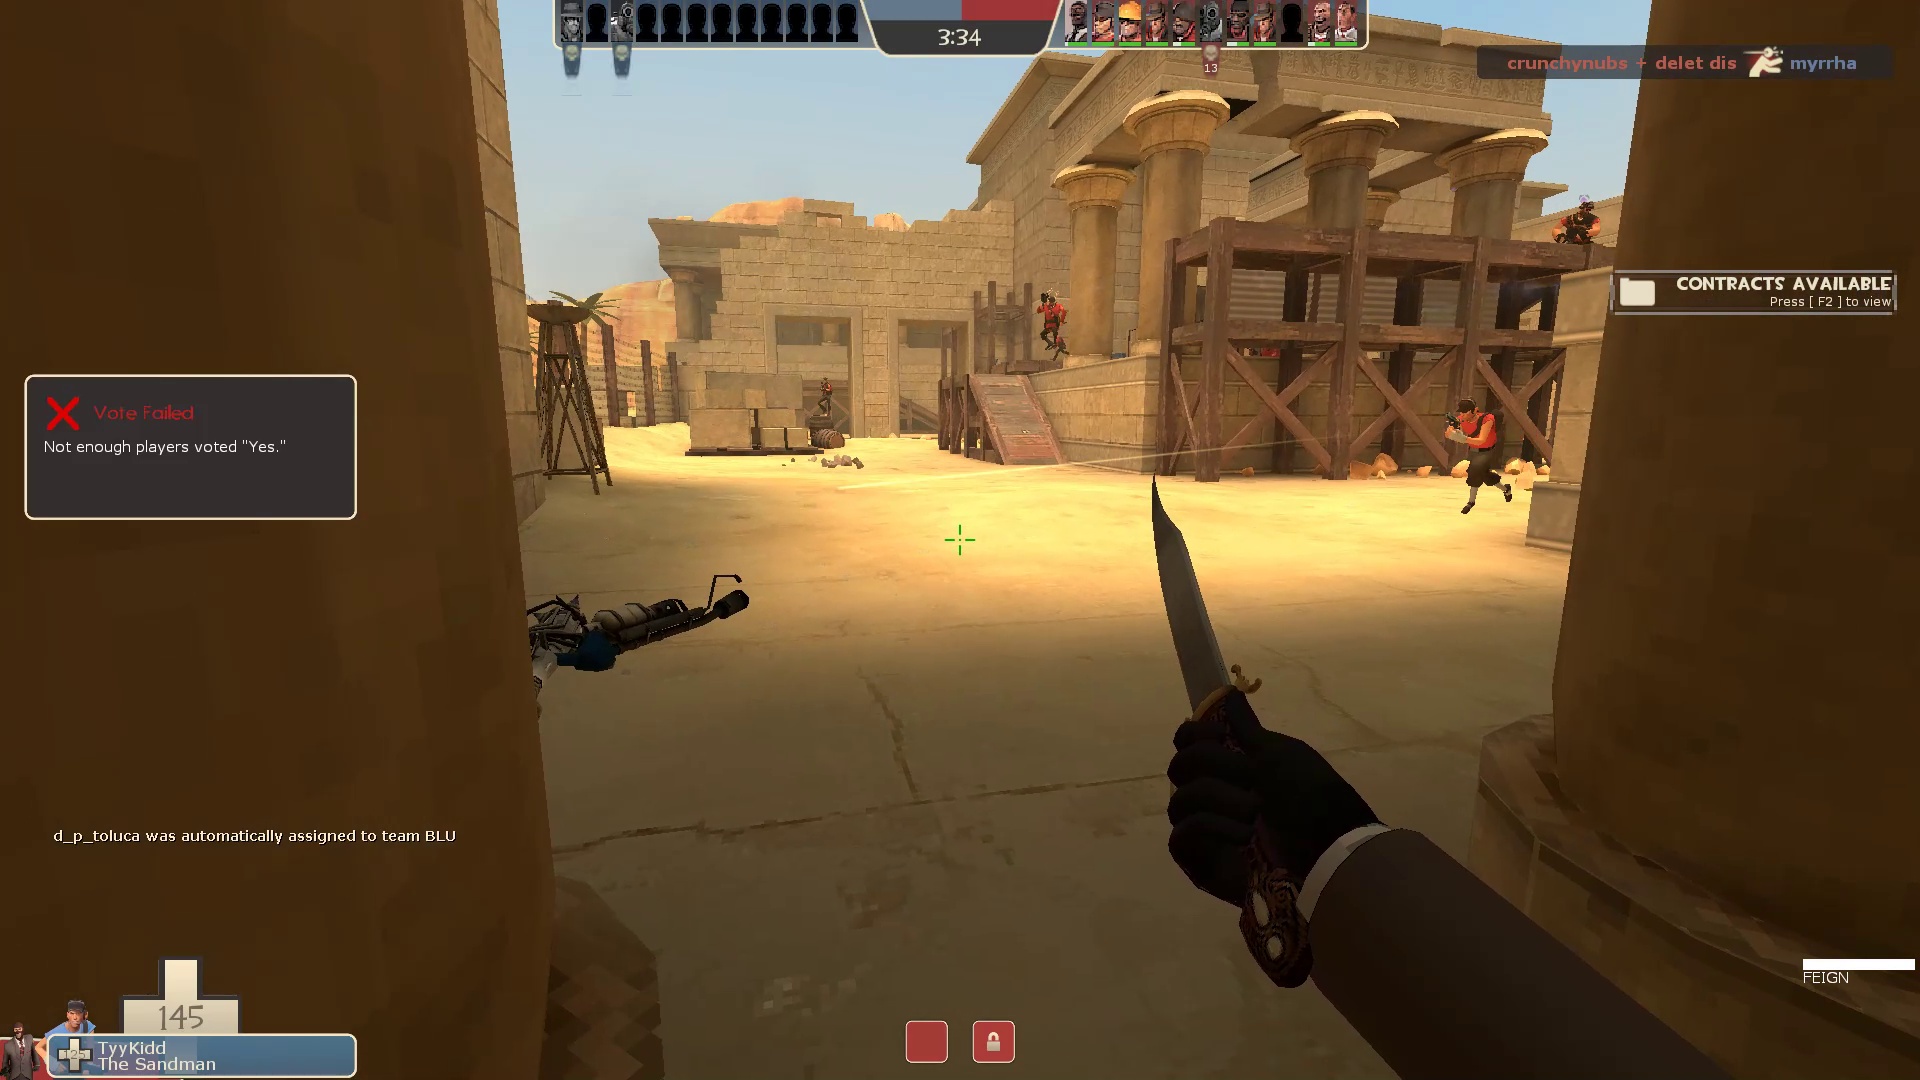 3:34
13
crunchynubs + delet dis myrrha
CONTRACTS AVAILABLE
Press [ F2 ] to view
Vote Failed
Not enough players voted "Yes."
d_p_toluca was automatically assigned to team BLU
FEIGN
145
125
TyyKidd
The Sandman